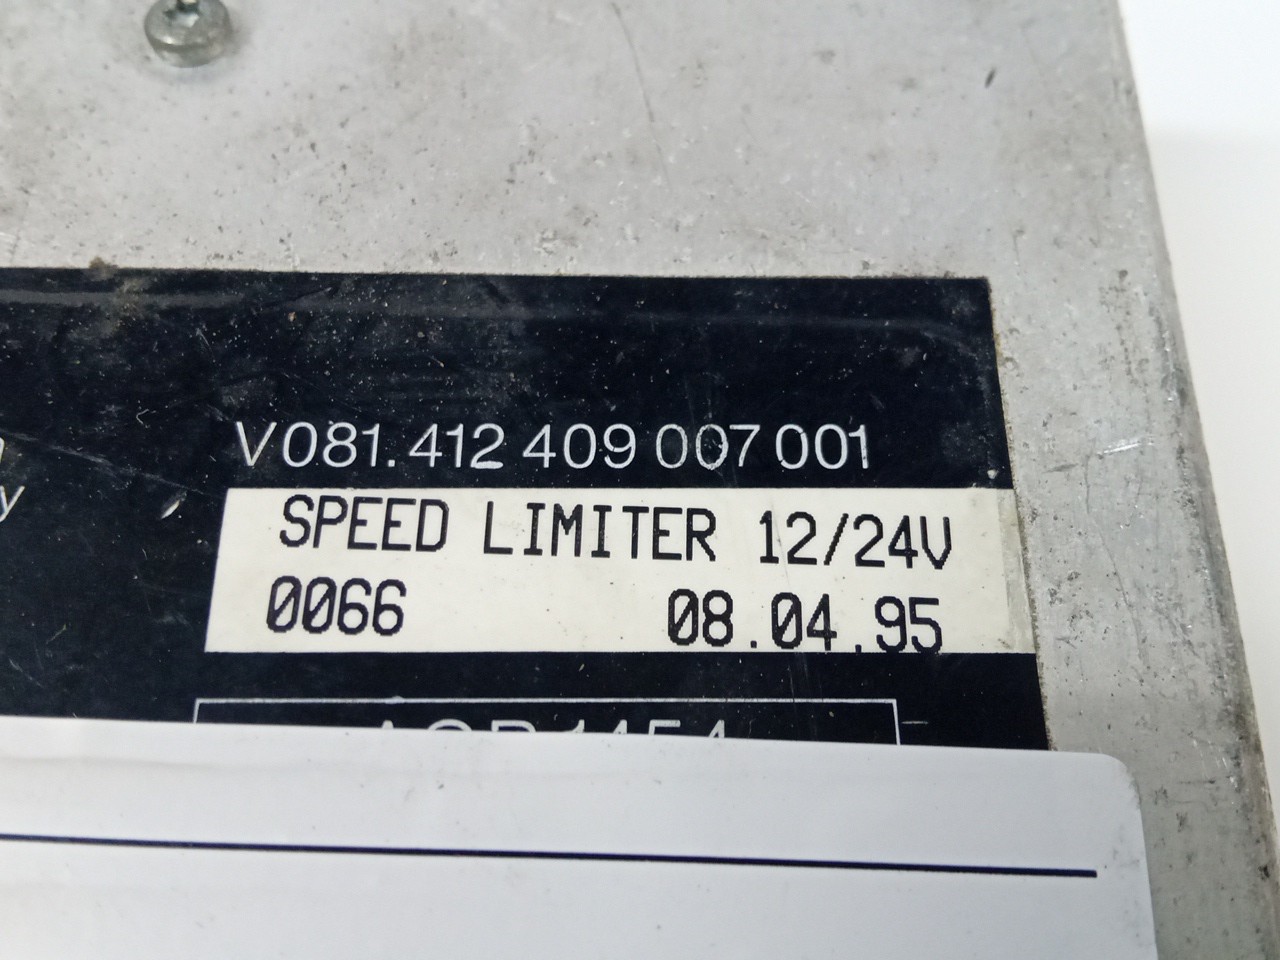 V081.412 409 007 001
y
SPEED LIMITER 12/24V
0066 08.04.95